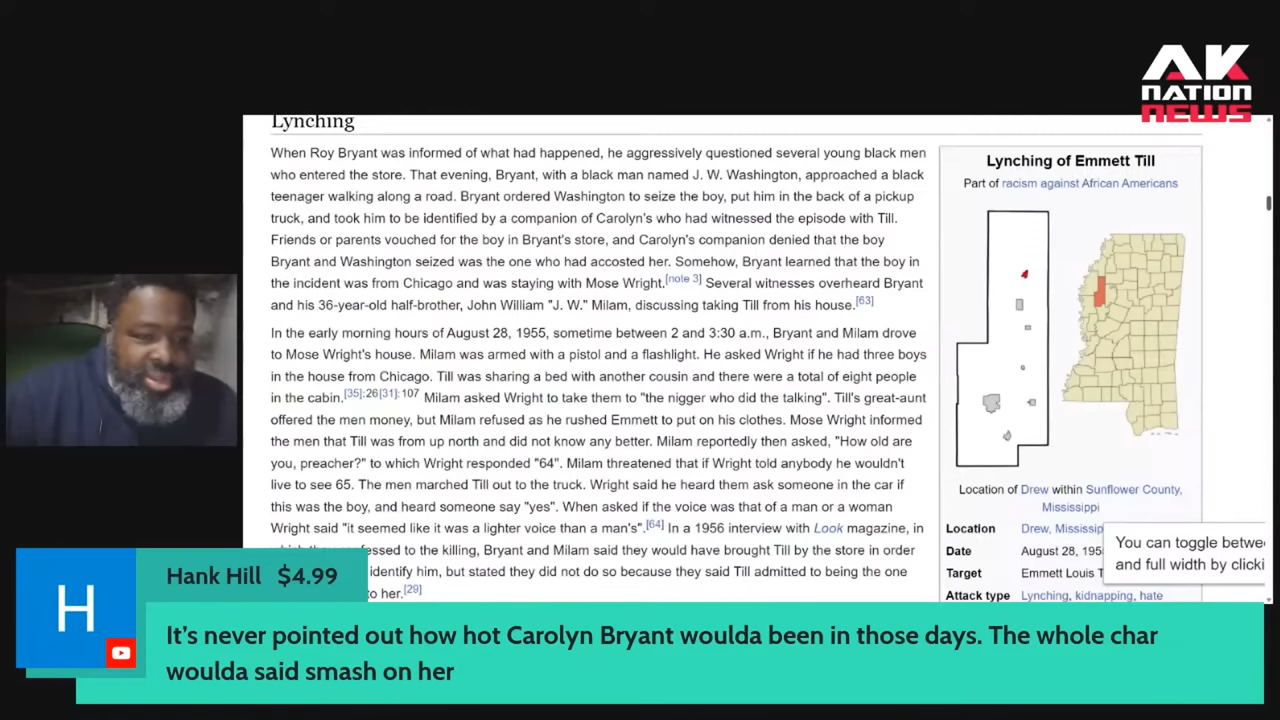 AK
NATION
NEWS
Lynching
When Roy Bryant was informed of what had happened, he aggressively questioned several young black men
who entered the store. That evening, Bryant, with a black man named J. W. Washington, approached a black
teenager walking along a road. Bryant ordered Washington to seize the boy, put him in the back of a pickup
truck, and took him to be identified by a companion of Carolyn's who had witnessed the episode with Till.
Friends or parents vouched for the boy in Bryant's store, and Carolyn's companion denied that the boy
Bryant and Washington seized was the one who had accosted her. Somehow, Bryant learned that the boy in
the incident was from Chicago and was staying with Mose Wright.[note 3] Several witnesses overheard Bryant
and his 36-year-old half-brother, John William "J. W." Milam, discussing taking Till from his house.[63]
In the early morning hours of August 28, 1955, sometime between 2 and 3:30 a.m., Bryant and Milam drove
to Mose Wright's house. Milam was armed with a pistol and a flashlight. He asked Wright if he had three boys
in the house from Chicago. Till was sharing a bed with another cousin and there were a total of eight people
in the cabin.[35]:26[31]:107 Milam asked Wright to take them to "the nigger who did the talking". Till's great-aunt
offered the men money, but Milam refused as he rushed Emmett to put on his clothes. Mose Wright informed
the men that Till was from up north and did not know any better. Milam reportedly then asked, "How old are
you, preacher?" to which Wright responded "64". Milam threatened that if Wright told anybody he wouldn't
live to see 65. The men marched Till out to the truck. Wright said he heard them ask someone in the car if
this was the boy, and heard someone say "yes". When asked if the voice was that of a man or a woman
Wright said "it seemed like it was a lighter voice than a man's".[64] In a 1956 interview with Look magazine, in
fessed to the killing, Bryant and Milam said they would have brought Till by the store in order
identify him, but stated they did not do so because they said Till admitted to being the one
to her.[29]
Lynching of Emmett Till
Part of racism against African Americans
Location of Drew within Sunflower County,
Mississippi
Location Drew, Mississip
Date August 28, 195
Target Emmett Louis T
Attack type Lynching, kidnapping, hate
You can toggle betwe
and full width by clicki
H
Hank Hill $4.99
It's never pointed out how hot Carolyn Bryant woulda been in those days. The whole char
woulda said smash on her